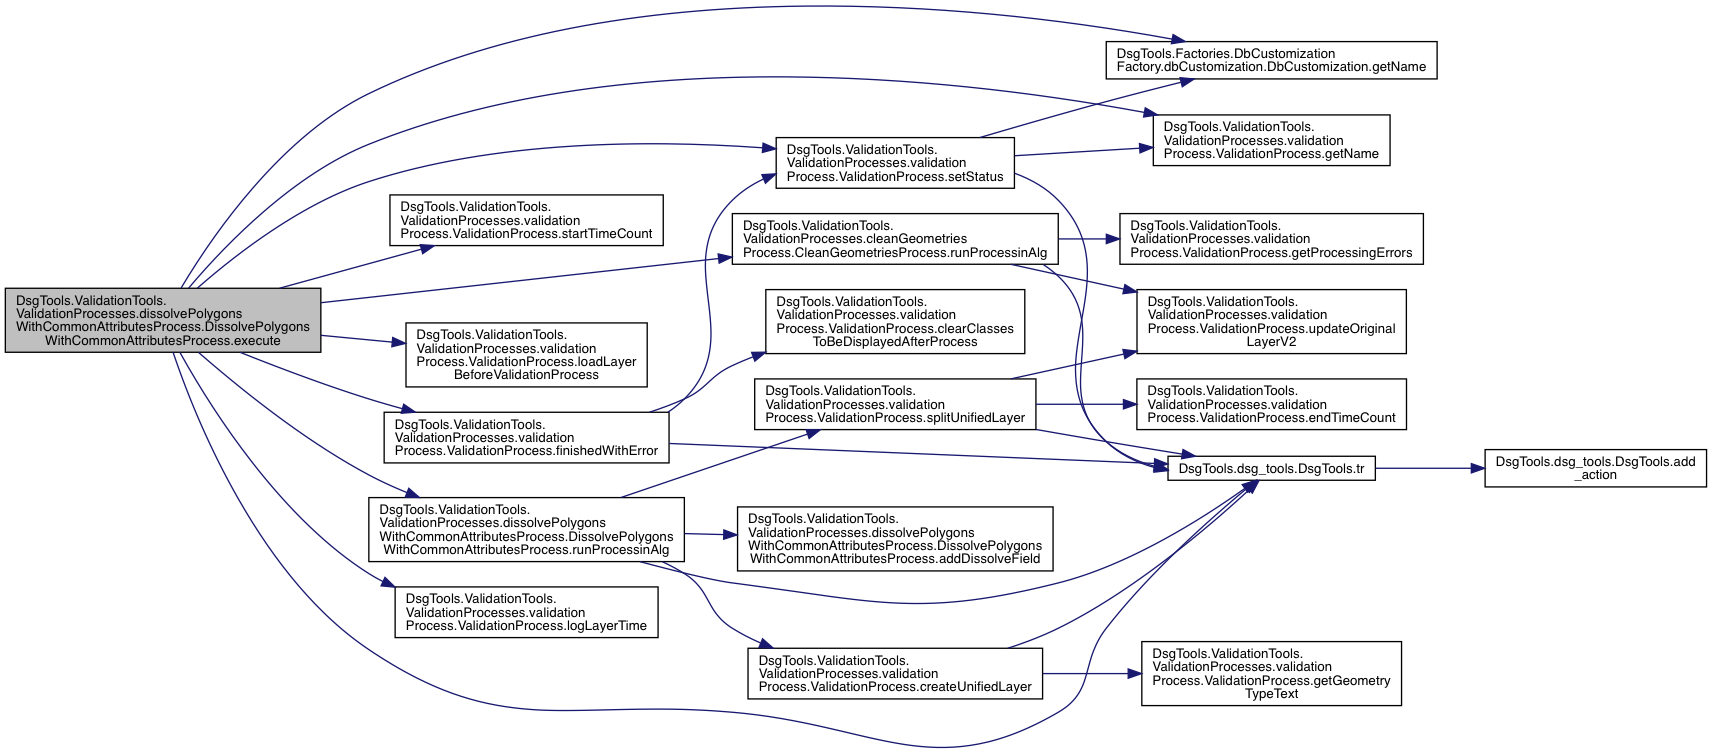 DsgTools.ValidationTools.
ValidationProcesses.dissolvePolygons
WithCommonAttributesProcess.DissolvePolygons
WithCommonAttributesProcess.execute
DsgTools.Factories.DbCustomization
Factory.dbCustomization.DbCustomization.getName
DsgTools.ValidationTools.
ValidationProcesses.validation
Process.ValidationProcess.getName
DsgTools.ValidationTools.
ValidationProcesses.validation
Process.ValidationProcess.setStatus
DsgTools.ValidationTools.
ValidationProcesses.validation
Process.ValidationProcess.startTimeCount
DsgTools.ValidationTools.
ValidationProcesses.cleanGeometries
Process.CleanGeometriesProcess.runProcessinAlg
DsgTools.ValidationTools.
ValidationProcesses.validation
Process.ValidationProcess.getProcessingErrors
DsgTools.ValidationTools.
ValidationProcesses.validation
Process.ValidationProcess.clearClasses
ToBeDisplayedAfterProcess
DsgTools.ValidationTools.
ValidationProcesses.validation
Process.ValidationProcess.updateOriginal
LayerV2
DsgTools.ValidationTools.
ValidationProcesses.validation
Process.ValidationProcess.loadLayer
BeforeValidationProcess
DsgTools.ValidationTools.
ValidationProcesses.validation
Process.ValidationProcess.splitUnifiedLayer
DsgTools.ValidationTools.
ValidationProcesses.validation
Process.ValidationProcess.endTimeCount
DsgTools.ValidationTools.
ValidationProcesses.validation
Process.ValidationProcess.finishedWithError
DsgTools.dsg_tools.DsgTools.tr
DsgTools.dsg_tools.DsgTools.add
_action
DsgTools.ValidationTools.
ValidationProcesses.dissolvePolygons
WithCommonAttributesProcess.DissolvePolygons
WithCommonAttributesProcess.runProcessinAlg
DsgTools.ValidationTools.
ValidationProcesses.dissolvePolygons
WithCommonAttributesProcess.DissolvePolygons
WithCommonAttributesProcess.addDissolveField
DsgTools.ValidationTools.
ValidationProcesses.validation
Process.ValidationProcess.logLayerTime
DsgTools.ValidationTools.
ValidationProcesses.validation
Process.ValidationProcess.createUnifiedLayer
DsgTools.ValidationTools.
ValidationProcesses.validation
Process.ValidationProcess.getGeometry
TypeText